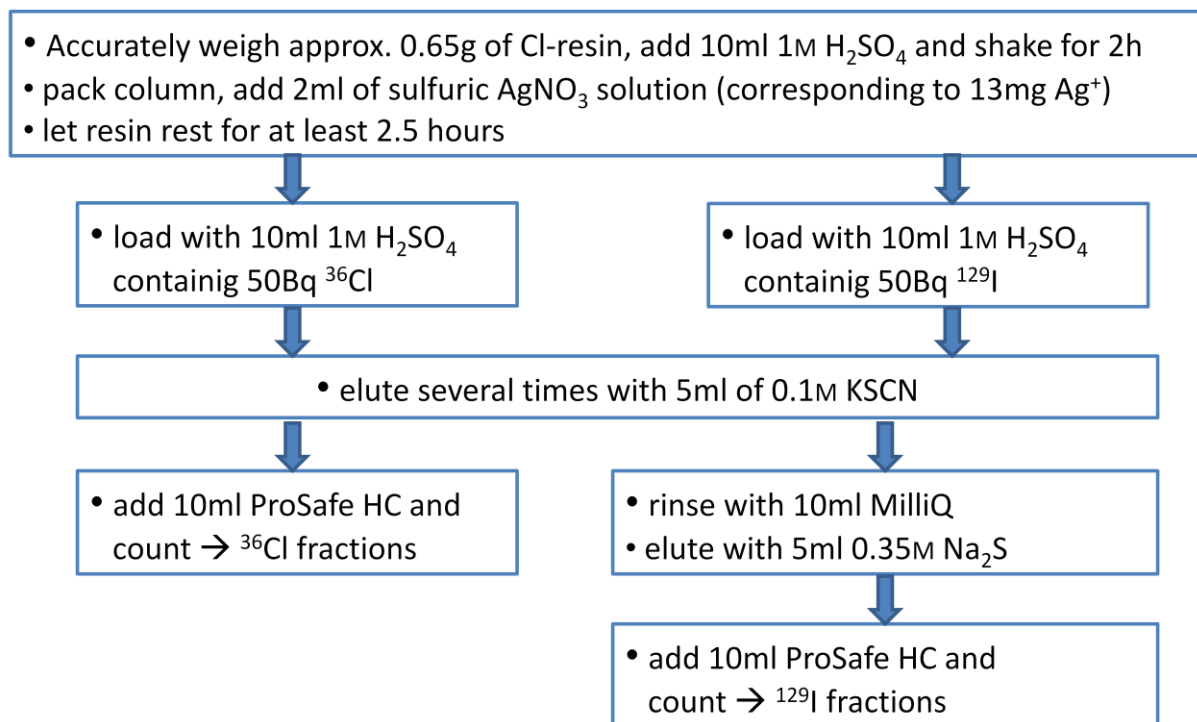 • Accurately weigh approx. 0.65g of Cl-resin, add 10ml 1M H₂SO₄ and shake for 2h
• pack column, add 2ml of sulfuric AgNO₃ solution (corresponding to 13mg Ag⁺)
• let resin rest for at least 2.5 hours
• load with 10ml 1M H₂SO₄
containig 50Bq ³⁶Cl
• load with 10ml 1M H₂SO₄
containig 50Bq ¹²⁹I
• elute several times with 5ml of 0.1M KSCN
• add 10ml ProSafe HC and
count → ³⁶Cl fractions
• rinse with 10ml MilliQ
• elute with 5ml 0.35M Na₂S
• add 10ml ProSafe HC and
count → ¹²⁹I fractions